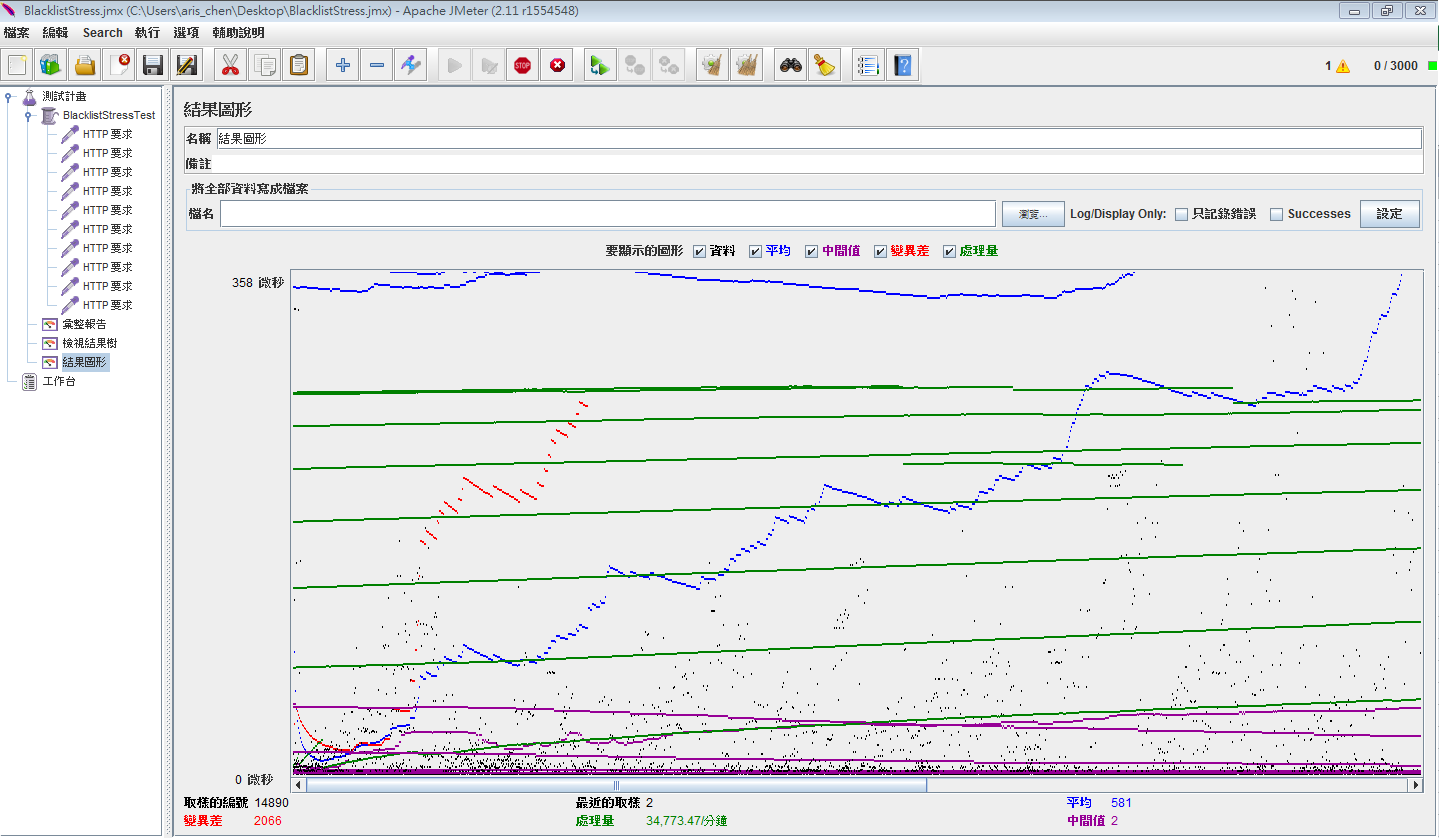 BlacklistStress.jmx (C:\Users\aris_chen\Desktop\BlacklistStress.jmx) - Apache JMeter (2.11 r1554548)
檔案 編輯 Search 執行 選項 輔助說明
STOP
1 0 / 3000
測試計畫
BlacklistStressTest
HTTP 要求
HTTP 要求
HTTP 要求
HTTP 要求
HTTP 要求
HTTP 要求
HTTP 要求
HTTP 要求
HTTP 要求
HTTP 要求
彙整報告
檢視結果樹
結果圖形
工作台
結果圖形
名稱 結果圖形
備註
將全部資料寫成檔案
檔名 瀏覽... Log/Display Only: 只記錄錯誤 Successes 設定
要顯示的圖形 資料 平均 中間值 變異差 處理量
358 微秒
0 微秒
取樣的編號 14890 最近的取樣 2 平均 581
變異差 2066 處理量 34,773.47/分鐘 中間值 2